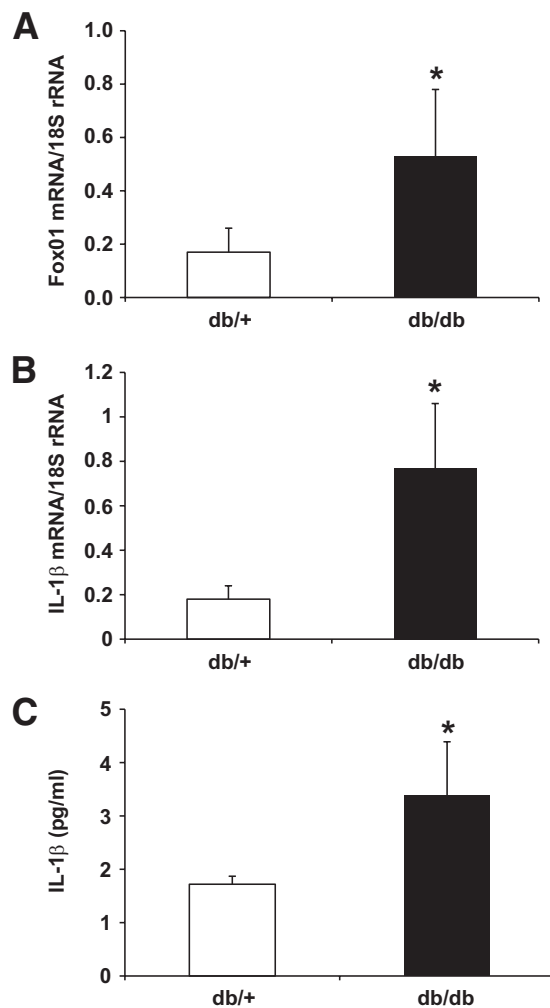 A
Fox01 mRNA/18S rRNA
1.0
0.8
0.6
0.4
0.2
0.0
*
db/+ db/db
B
IL-1β mRNA/18S rRNA
1.2
1
0.8
0.6
0.4
0.2
0
*
db/+ db/db
C
IL-1β (pg/ml)
5
4
3
2
1
0
*
db/+ db/db